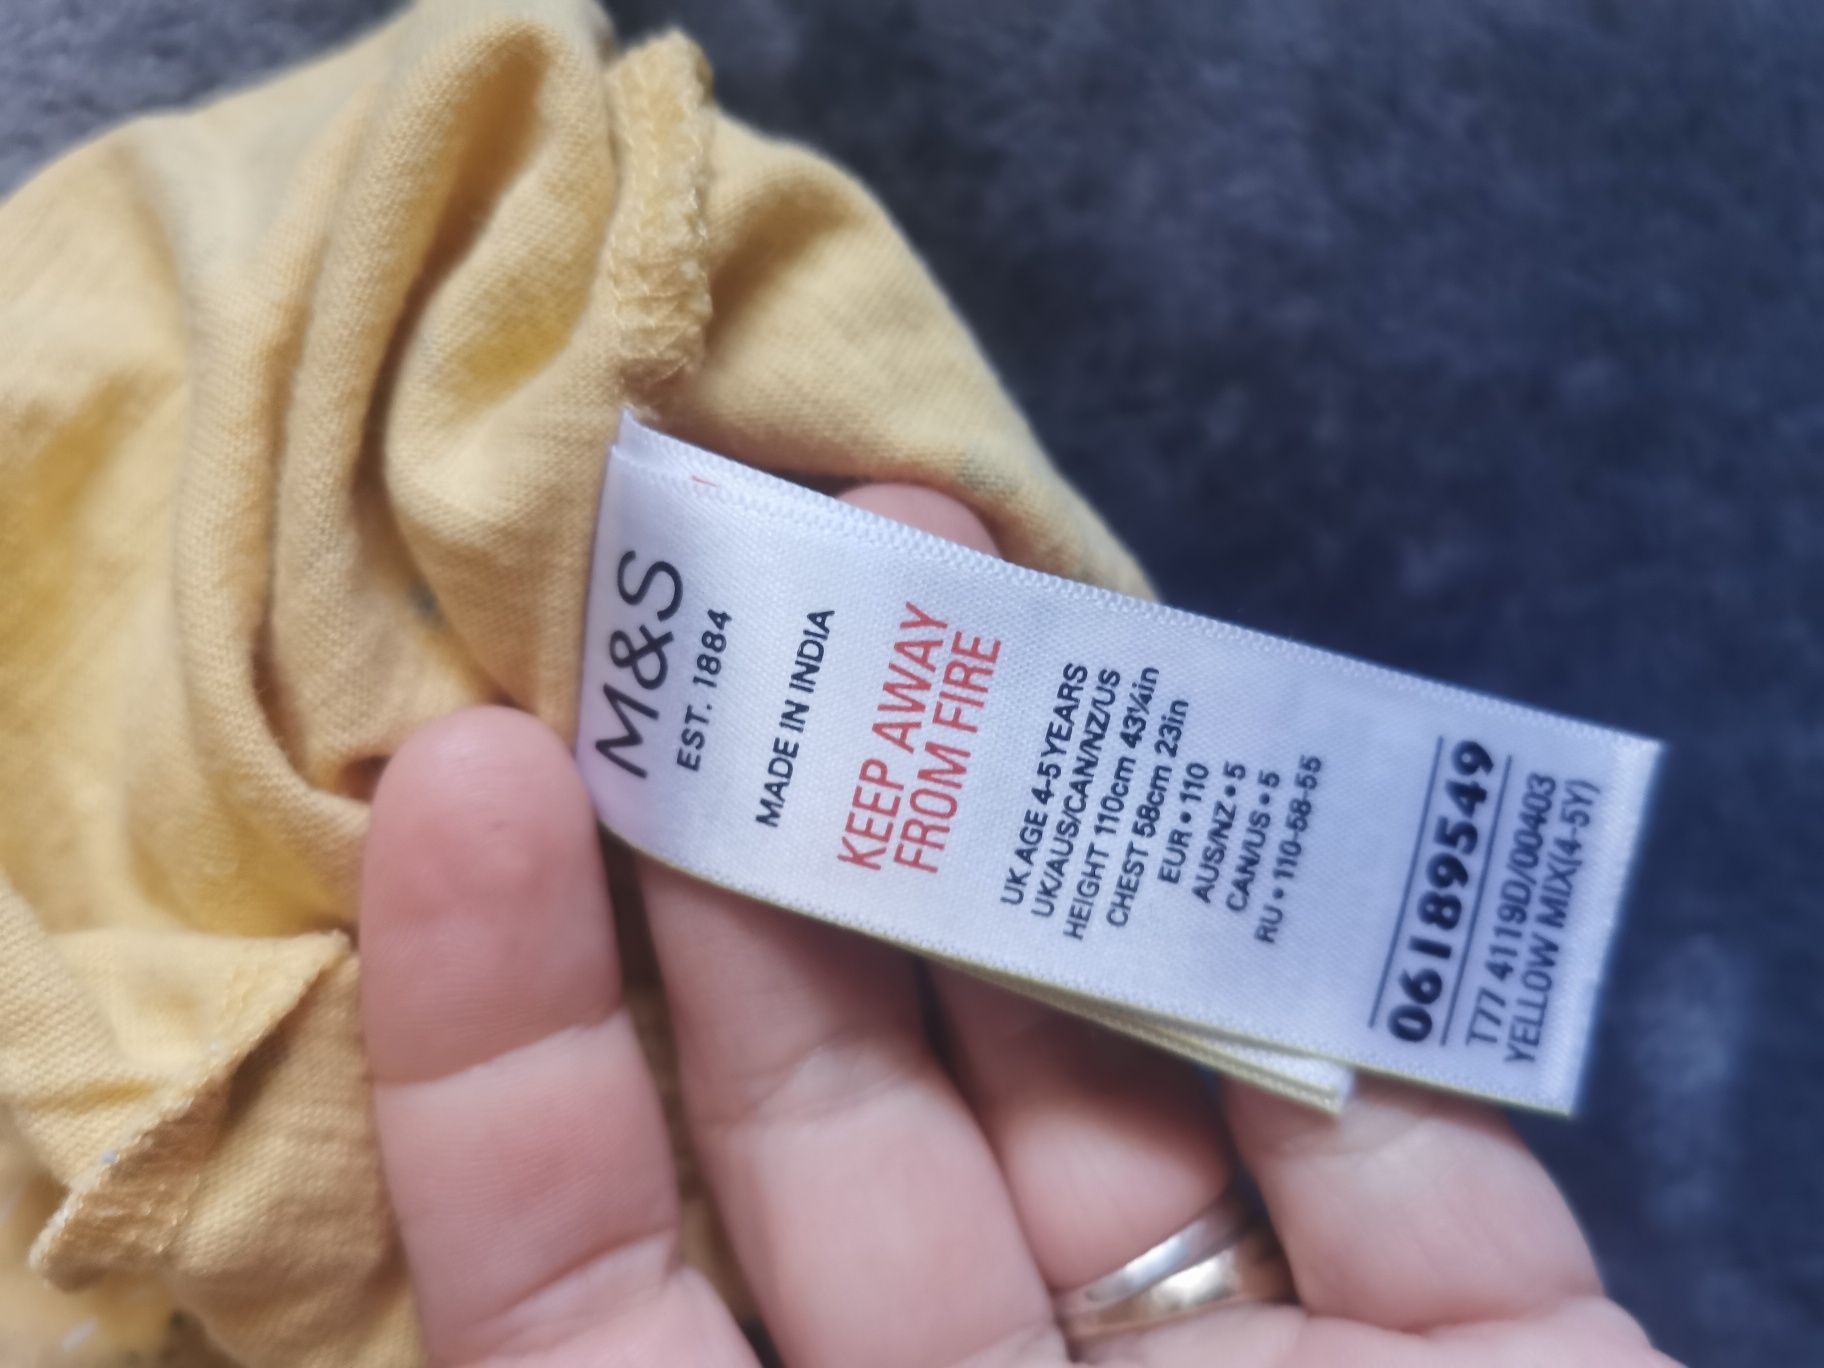 M&S
EST. 1884
MADE IN INDIA
KEEP AWAY
FROM FIRE
UK AGE 4-5 YEARS
UK/AUS/CAN/NZ/US
HEIGHT 110cm 43¼in
CHEST 58cm 23in
EUR • 110
AUS/NZ • 5
CAN/US • 5
RU • 110-58-55
06189549
T77 4119D/00403
YELLOW MIX(4-5Y)